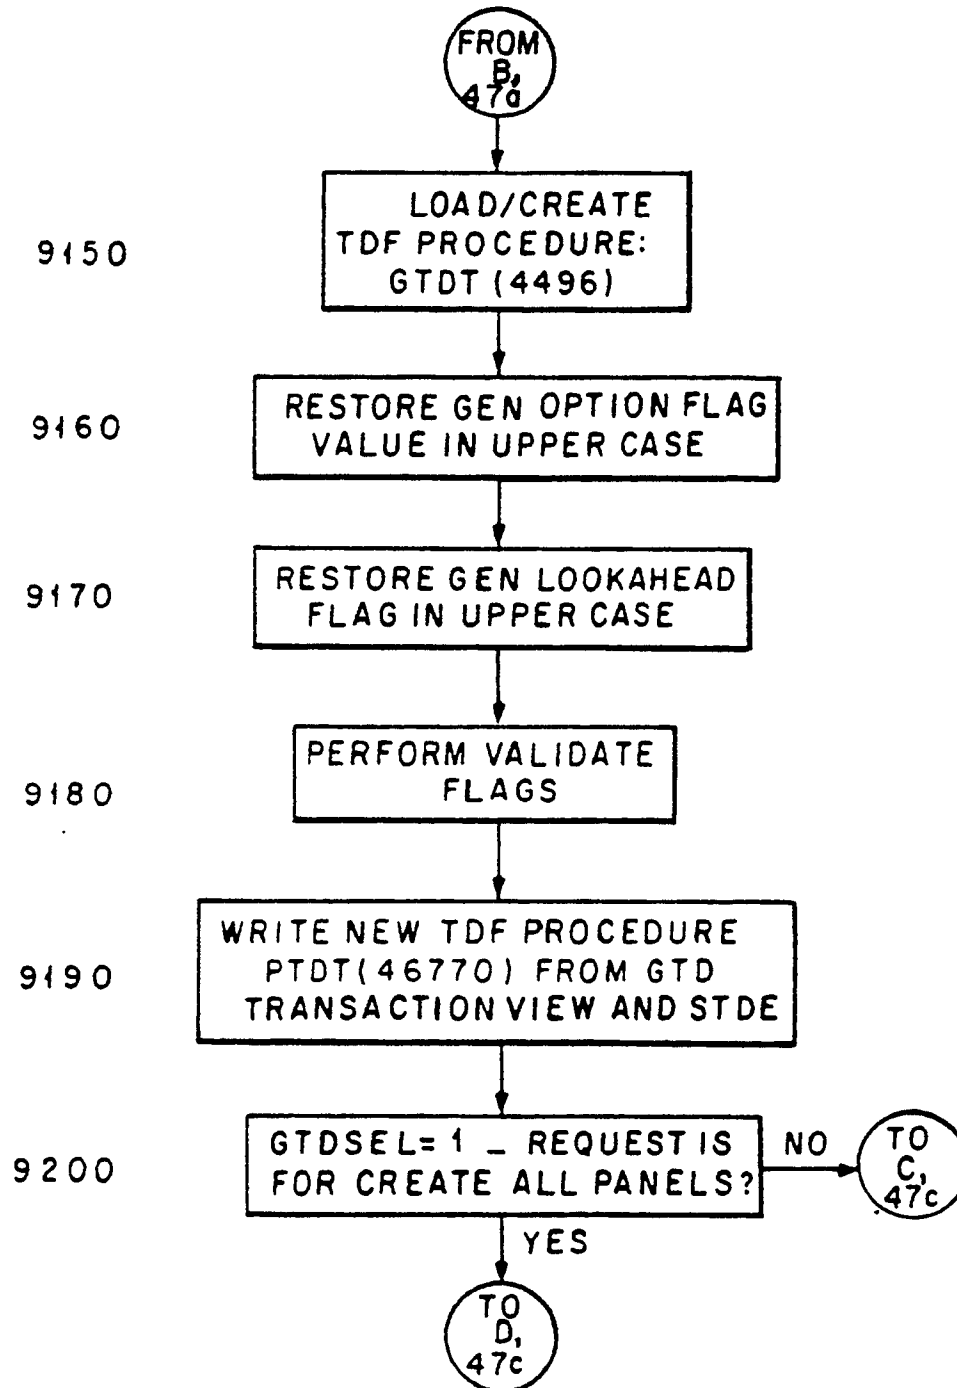 FROM
B,
47a
LOAD/CREATE
TDF PROCEDURE:
GTDT (4496)
9150
RESTORE GEN OPTION FLAG
VALUE IN UPPER CASE
9160
RESTORE GEN LOOKAHEAD
FLAG IN UPPER CASE
9170
PERFORM VALIDATE
FLAGS
9180
WRITE NEW TDF PROCEDURE
PTDT(46770) FROM GTD
TRANSACTION VIEW AND STDE
9190
GTDSEL=1 – REQUEST IS
FOR CREATE ALL PANELS?
9200
NO
TO
C,
47c
YES
TO
D,
47c